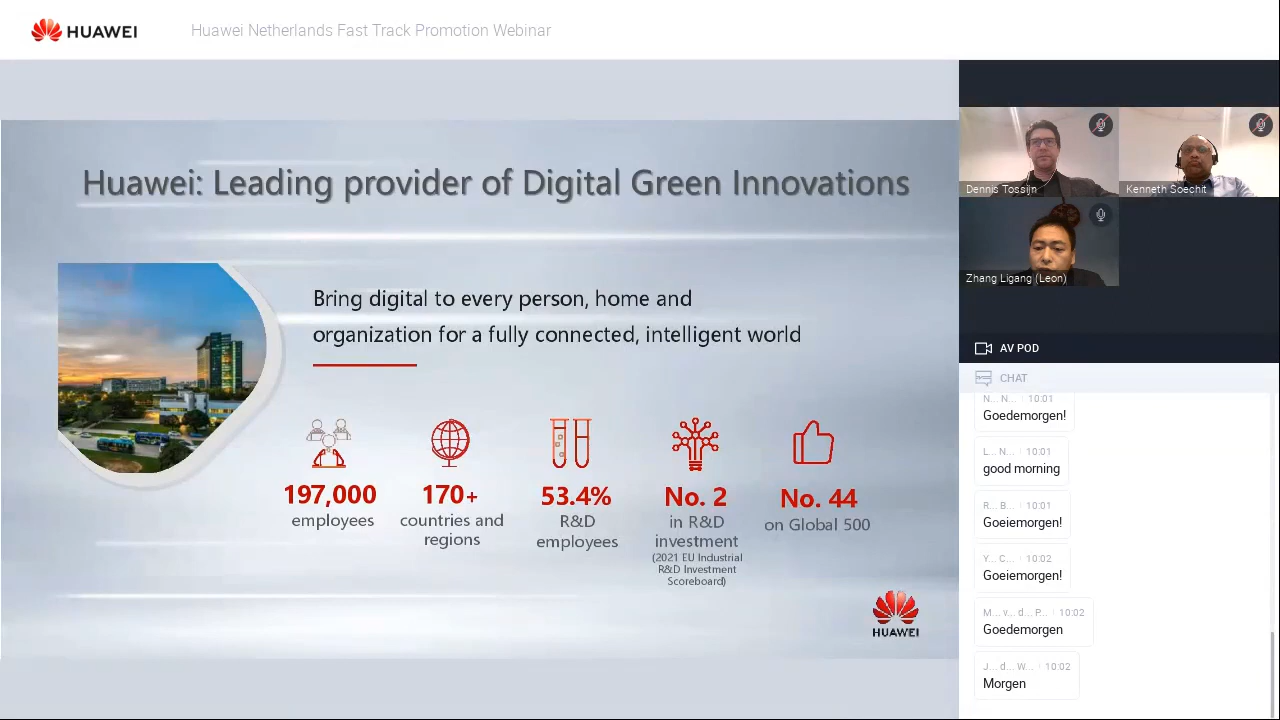 HUAWEI
Huawei Netherlands Fast Track Promotion Webinar
Huawei: Leading provider of Digital Green Innovations
Bring digital to every person, home and
organization for a fully connected, intelligent world
197,000
employees
170+
countries and
regions
53.4%
R&D
employees
No. 2
in R&D
investment
(2021 EU Industrial
R&D Investment
Scoreboard)
No. 44
on Global 500
HUAWEI
Dennis Tossijn
Kenneth Soechit
Zhang Ligang (Leon)
AV POD
CHAT
N... N... 10:01
Goedemorgen!
L... N... 10:01
good morning
R... B... 10:01
Goeiemorgen!
Y... C... 10:02
Goeiemorgen!
M... v... d... P... 10:02
Goedemorgen
J... d... W... 10:02
Morgen